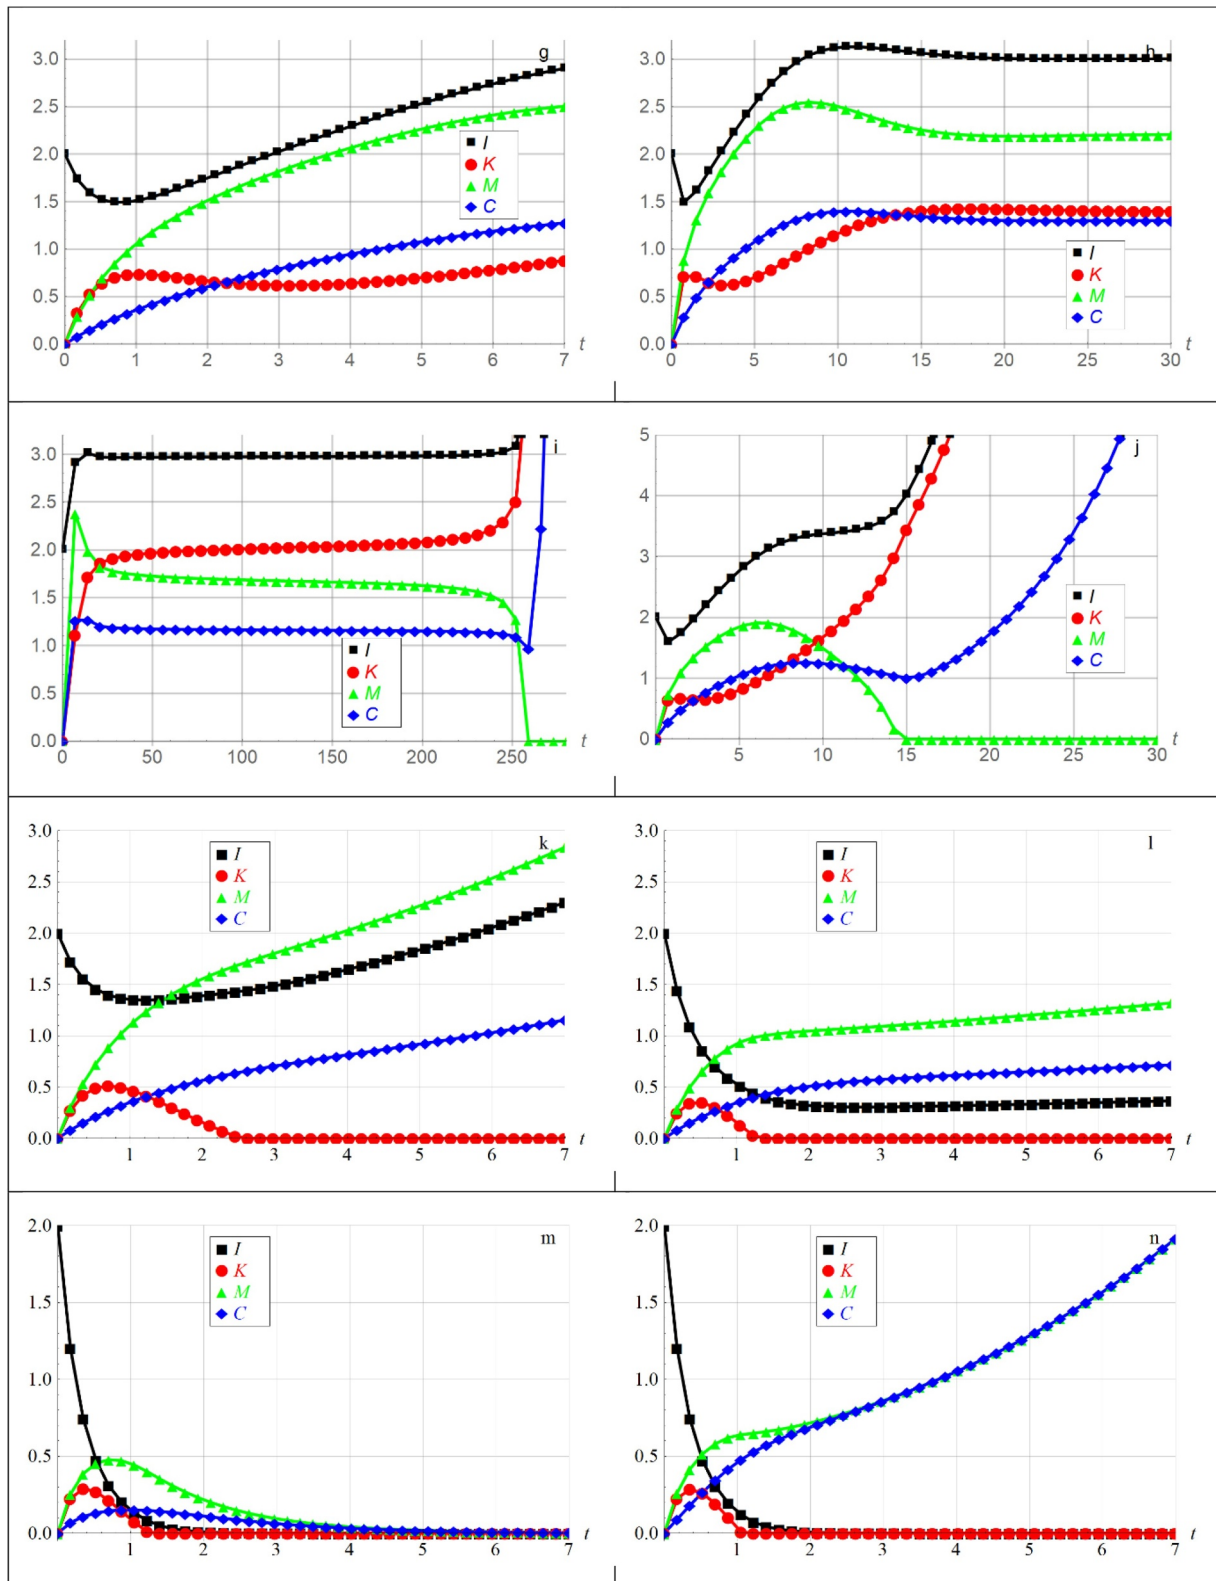 g
3.0
2.5
2.0
1.5
1.0
0.5
0.0
I
K
M
C
0 1 2 3 4 5 6 7 t
h
3.0
2.5
2.0
1.5
1.0
0.5
0.0
I
K
M
C
0 5 10 15 20 25 30 t
i
3.0
2.5
2.0
1.5
1.0
0.5
0.0
I
K
M
C
0 50 100 150 200 250 t
j
5
4
3
2
1
0
I
K
M
C
5 10 15 20 25 30 t
k
3.0
2.5
2.0
1.5
1.0
0.5
0.0
I
K
M
C
1 2 3 4 5 6 7 t
l
3.0
2.5
2.0
1.5
1.0
0.5
0.0
I
K
M
C
1 2 3 4 5 6 7 t
m
2.0
1.5
1.0
0.5
0.0
I
K
M
C
1 2 3 4 5 6 7 t
n
2.0
1.5
1.0
0.5
0.0
I
K
M
C
1 2 3 4 5 6 7 t